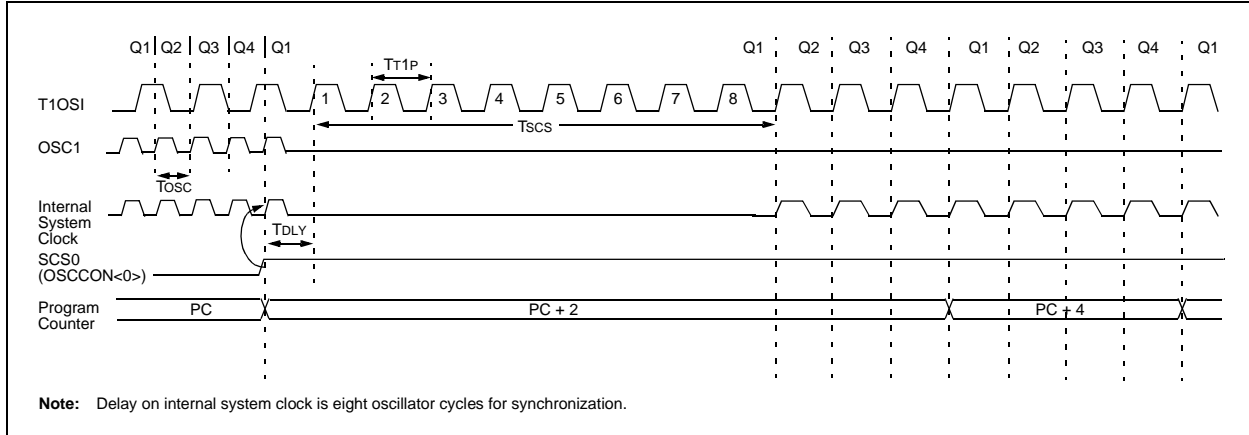 Q1 Q2 Q3 Q4 Q1 Q1 Q2 Q3 Q4 Q1 Q2 Q3 Q4 Q1
TT1P
T1OSI
1 2 3 4 5 6 7 8
TSCS
OSC1
TOSC
Internal
System
Clock
TDLY
SCS0
(OSCCON<0>)
Program
Counter
PC PC + 2 PC + 4
Note: Delay on internal system clock is eight oscillator cycles for synchronization.